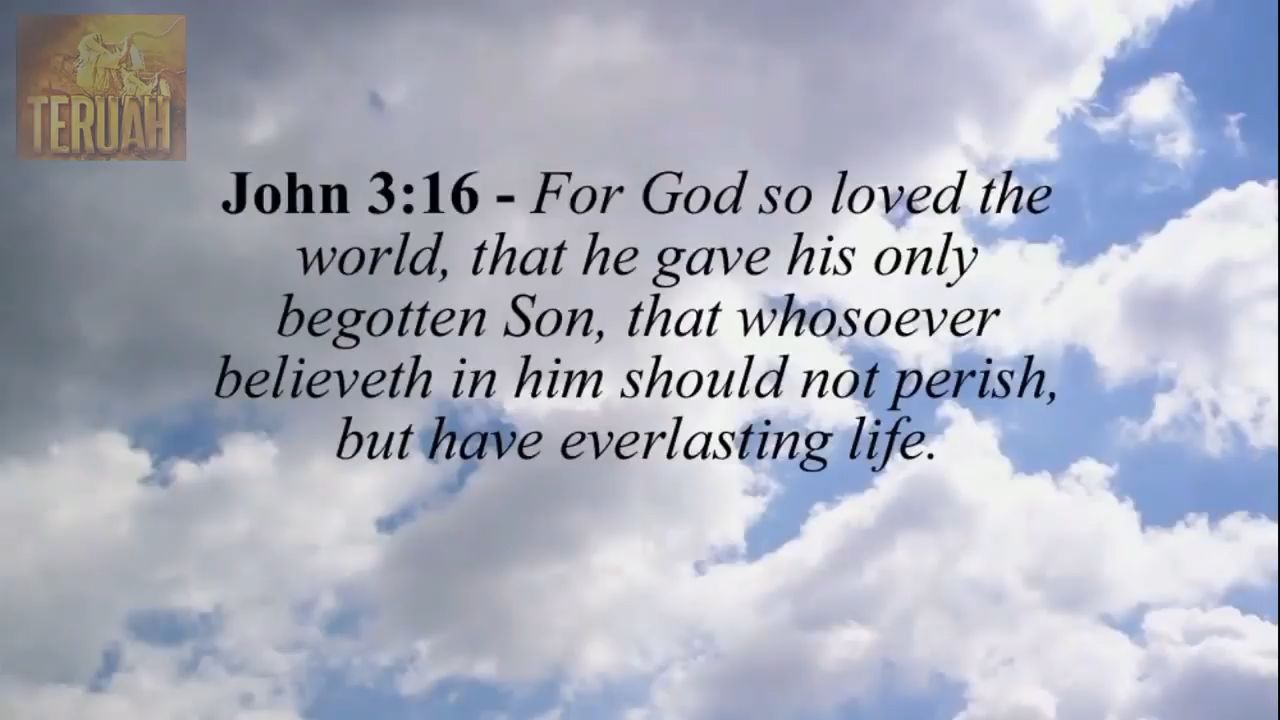 TERUAH
John 3:16 - For God so loved the
world, that he gave his only
begotten Son, that whosoever
believeth in him should not perish,
but have everlasting life.